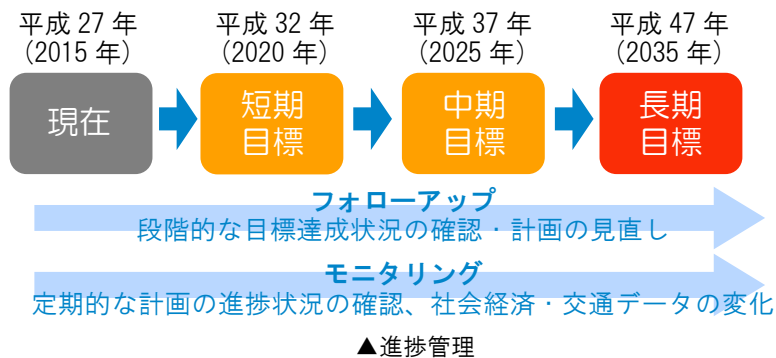 平成 27 年
（2015 年）
平成 32 年
（2020 年）
平成 37 年
（2025 年）
平成 47 年
（2035 年）
現在
短期
目標
中期
目標
長期
目標
フォローアップ
段階的な目標達成状況の確認・計画の見直し
モニタリング
定期的な計画の進捗状況の確認、社会経済・交通データの変化
▲進捗管理